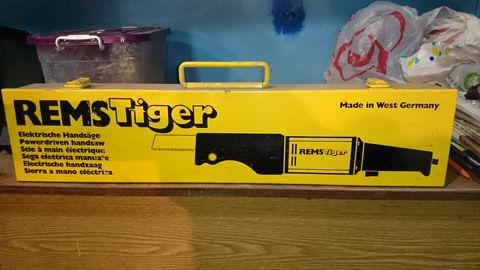 REMS Tiger
Made in West Germany
Elektrische Handsäge
Powerdriven handsaw
Scie à main électrique
Sega elettrica manuale
Electrische handzaag
Sierra a mano eléctrica
REMS Tiger